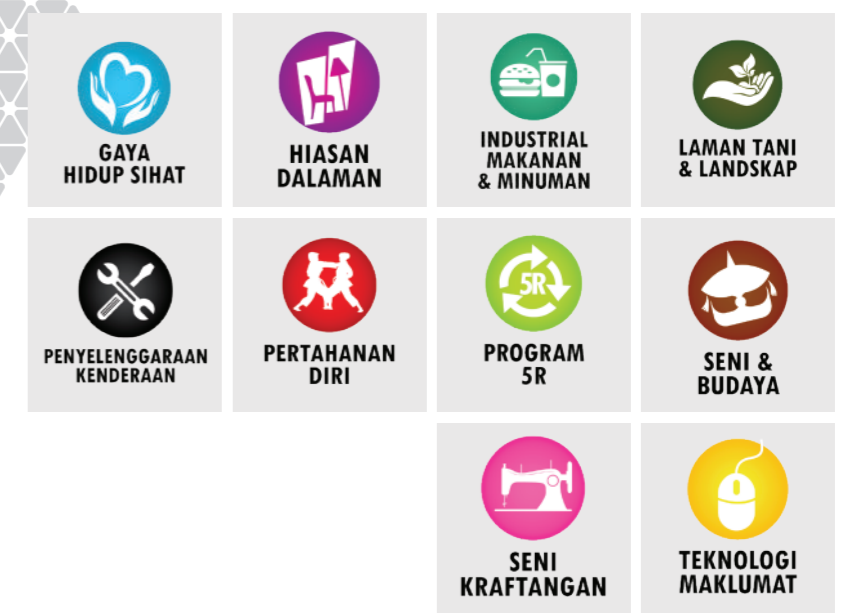 GAYA
HIDUP SIHAT
HIASAN
DALAMAN
INDUSTRIAL
MAKANAN
& MINUMAN
LAMAN TANI
& LANDSKAP
PENYELENGGARAAN
KENDERAAN
PERTAHANAN
DIRI
5R
PROGRAM
5R
SENI &
BUDAYA
SENI
KRAFTANGAN
TEKNOLOGI
MAKLUMAT